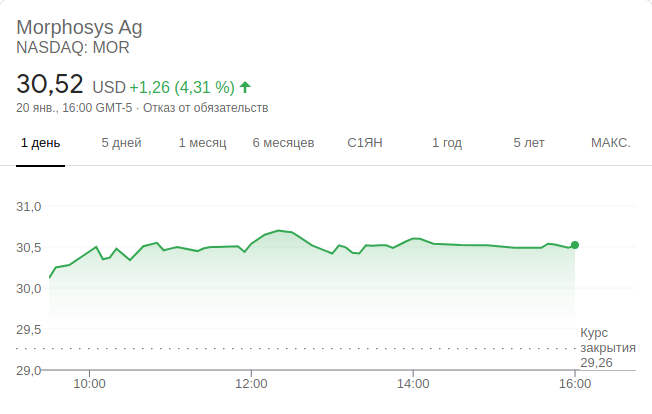 Morphosys Ag
NASDAQ: MOR
30,52 USD +1,26 (4,31 %)
20 янв., 16:00 GMT-5 · Отказ от обязательств
1 день 5 дней 1 месяц 6 месяцев С1ЯН 1 год 5 лет МАКС.
31,0
30,5
30,0
29,5
29,0
Курс
закрытия
29,26
10:00 12:00 14:00 16:00